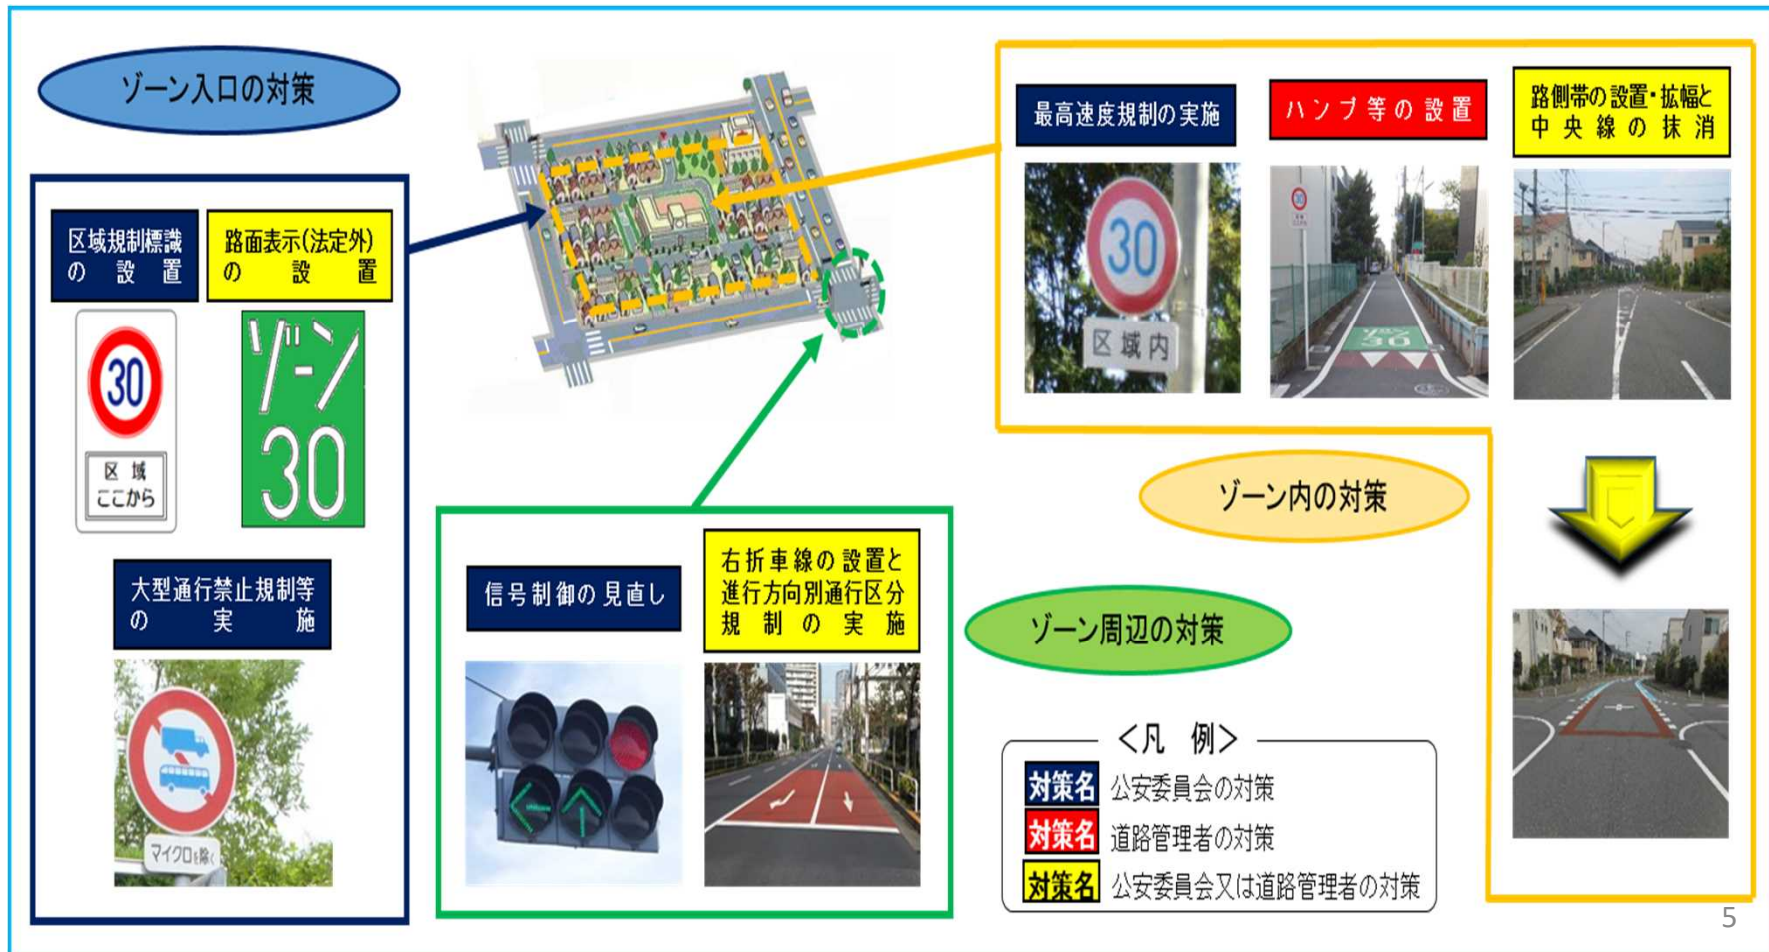 ゾーン入口の対策
区域規制標識
の設置
路面表示(法定外)
の設置
30
区域
ここから
ゾーン
30
大型通行禁止規制等
の実施
マイクロを除く
信号制御の見直し
右折車線の設置と
進行方向別通行区分
規制の実施
最高速度規制の実施
30
区域内
ハンプ等の設置
30
ゾーン
30
路側帯の設置・拡幅と
中央線の抹消
ゾーン内の対策
ゾーン周辺の対策
<凡例>
対策名 公安委員会の対策
対策名 道路管理者の対策
対策名 公安委員会又は道路管理者の対策
5